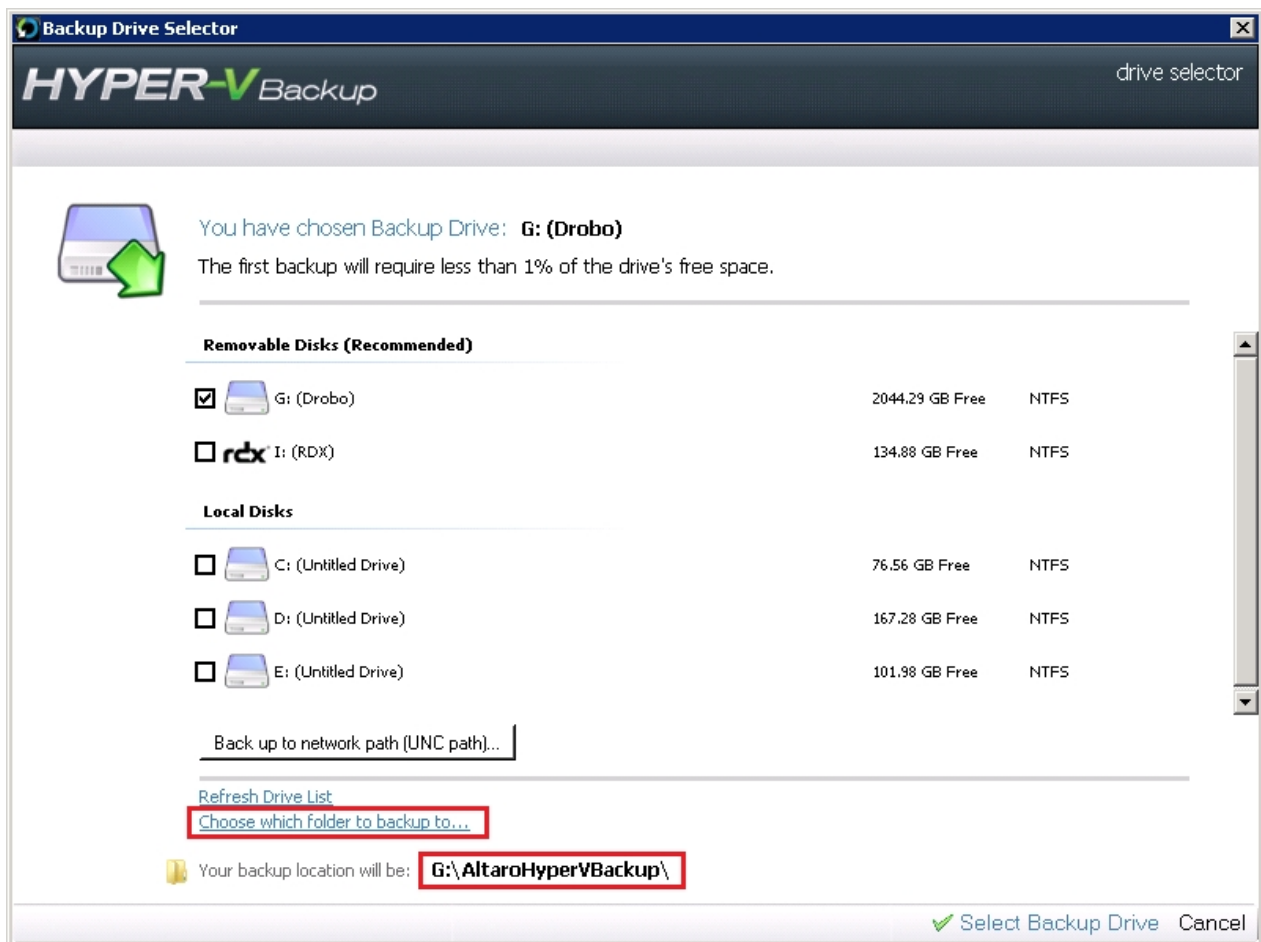 Backup Drive Selector
HYPER-V Backup
drive selector
You have chosen Backup Drive: G: (Drobo)
The first backup will require less than 1% of the drive's free space.
Removable Disks (Recommended)
G: (Drobo) 2044.29 GB Free NTFS
rdx I: (RDX) 134.88 GB Free NTFS
Local Disks
C: (Untitled Drive) 76.56 GB Free NTFS
D: (Untitled Drive) 167.28 GB Free NTFS
E: (Untitled Drive) 101.98 GB Free NTFS
Back up to network path (UNC path)...
Refresh Drive List
Choose which folder to backup to...
Your backup location will be: G:\AltaroHyperVBackup\
Select Backup Drive Cancel